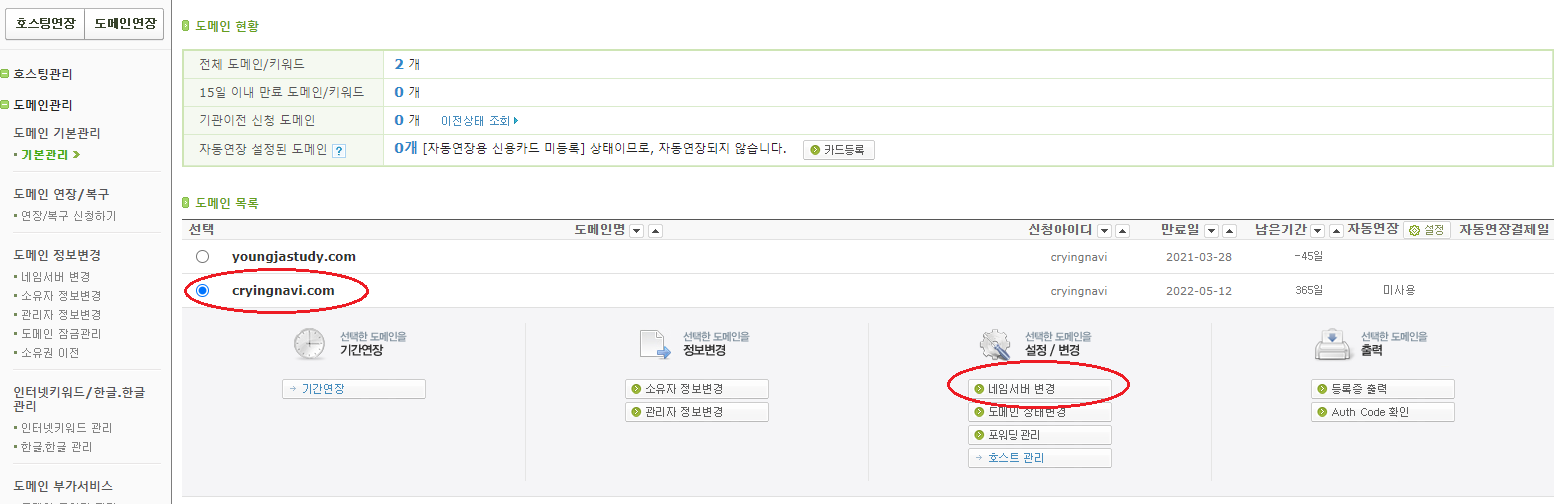 호스팅연장 도메인연장
호스팅관리
도메인관리
도메인 기본관리
기본관리
도메인 연장/복구
연장/복구 신청하기
도메인 정보변경
네임서버 변경
소유자 정보변경
관리자 정보변경
도메인 잠금관리
소유권 이전
인터넷키워드/한글.한글
관리
인터넷키워드 관리
한글.한글 관리
도메인 부가서비스
도메인 현황
전체 도메인/키워드 2 개
15일 이내 만료 도메인/키워드 0 개
기관이전 신청 도메인 0 개 이전상태 조회
자동연장 설정된 도메인 ? 0개 [자동연장용 신용카드 미등록] 상태이므로, 자동연장되지 않습니다. 카드등록
도메인 목록
선택 도메인명 신청아이디 만료일 남은기간 자동연장 설정 자동연장결제일
youngjastudy.com cryingnavi 2021-03-28 -45일
cryingnavi.com cryingnavi 2022-05-12 365일 미사용
선택한 도메인을
기간연장
기간연장
선택한 도메인을
정보변경
소유자 정보변경
관리자 정보변경
선택한 도메인을
설정 / 변경
네임서버 변경
도메인 상태변경
포워딩관리
호스트 관리
선택한 도메인을
출력
등록증 출력
Auth Code 확인